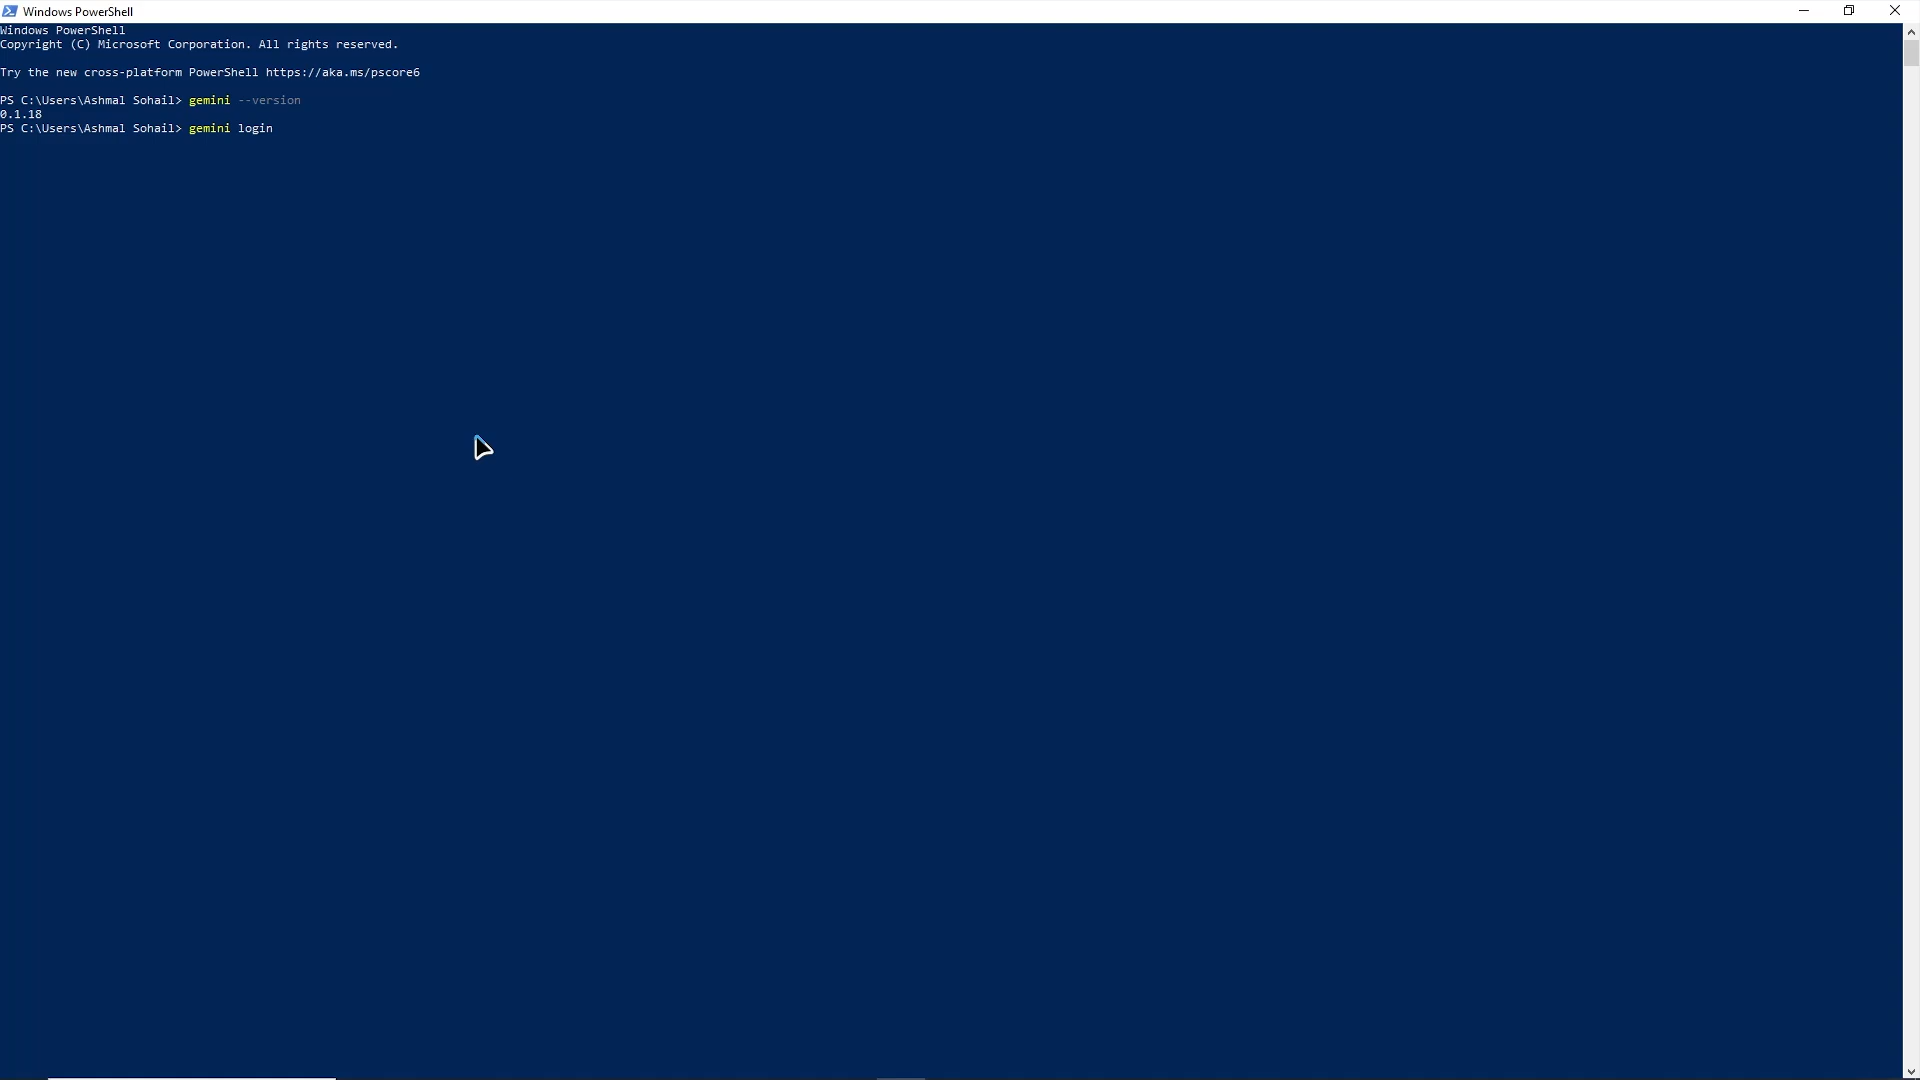 Windows PowerShell
Windows PowerShell
Copyright (C) Microsoft Corporation. All rights reserved.
Try the new cross-platform PowerShell https://aka.ms/pscore6
PS C:\Users\Ashmal Sohail> gemini --version
0.1.18
PS C:\Users\Ashmal Sohail> gemini login